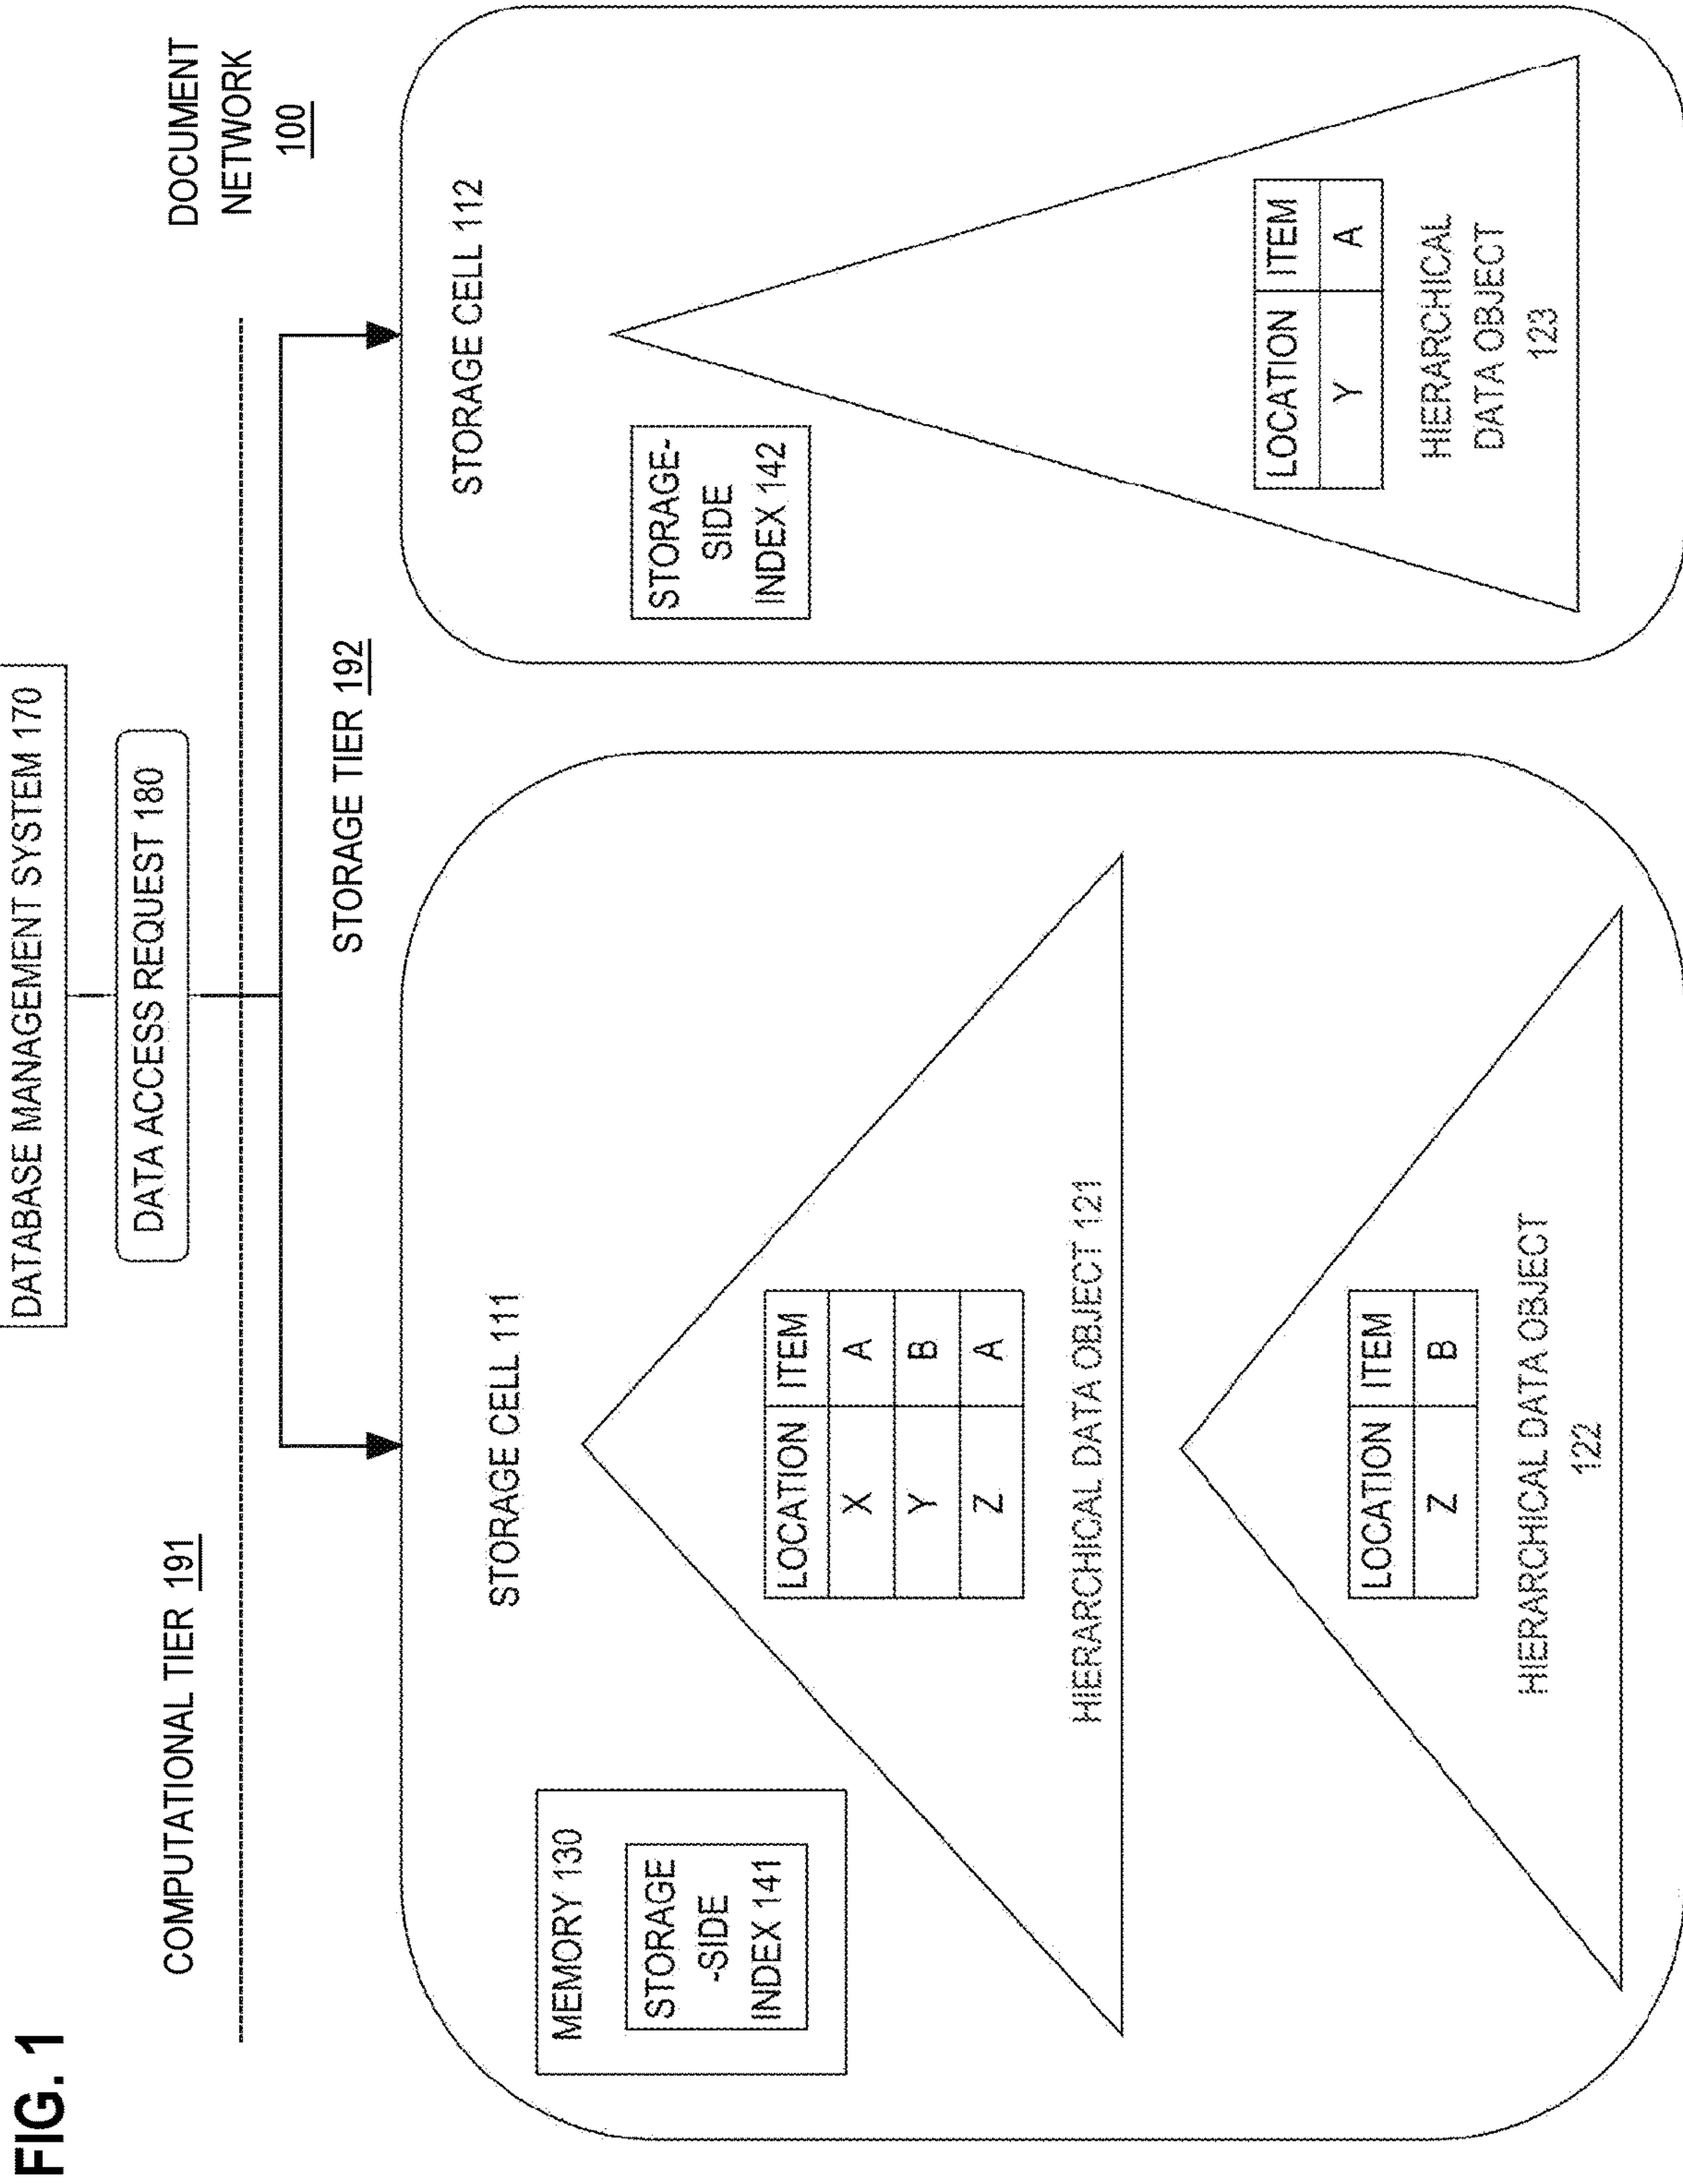 FIG. 1
DATABASE MANAGEMENT SYSTEM 170
DATA ACCESS REQUEST 180
COMPUTATIONAL TIER 191
DOCUMENT
NETWORK
100
STORAGE TIER 192
STORAGE CELL 111
MEMORY 130
STORAGE
-SIDE
INDEX 141
LOCATION ITEM
X A
Y B
Z A
HIERARCHICAL DATA OBJECT 121
LOCATION ITEM
Z B
HIERARCHICAL DATA OBJECT
122
STORAGE CELL 112
STORAGE-
SIDE
INDEX 142
LOCATION ITEM
Y A
HIERARCHICAL
DATA OBJECT
123